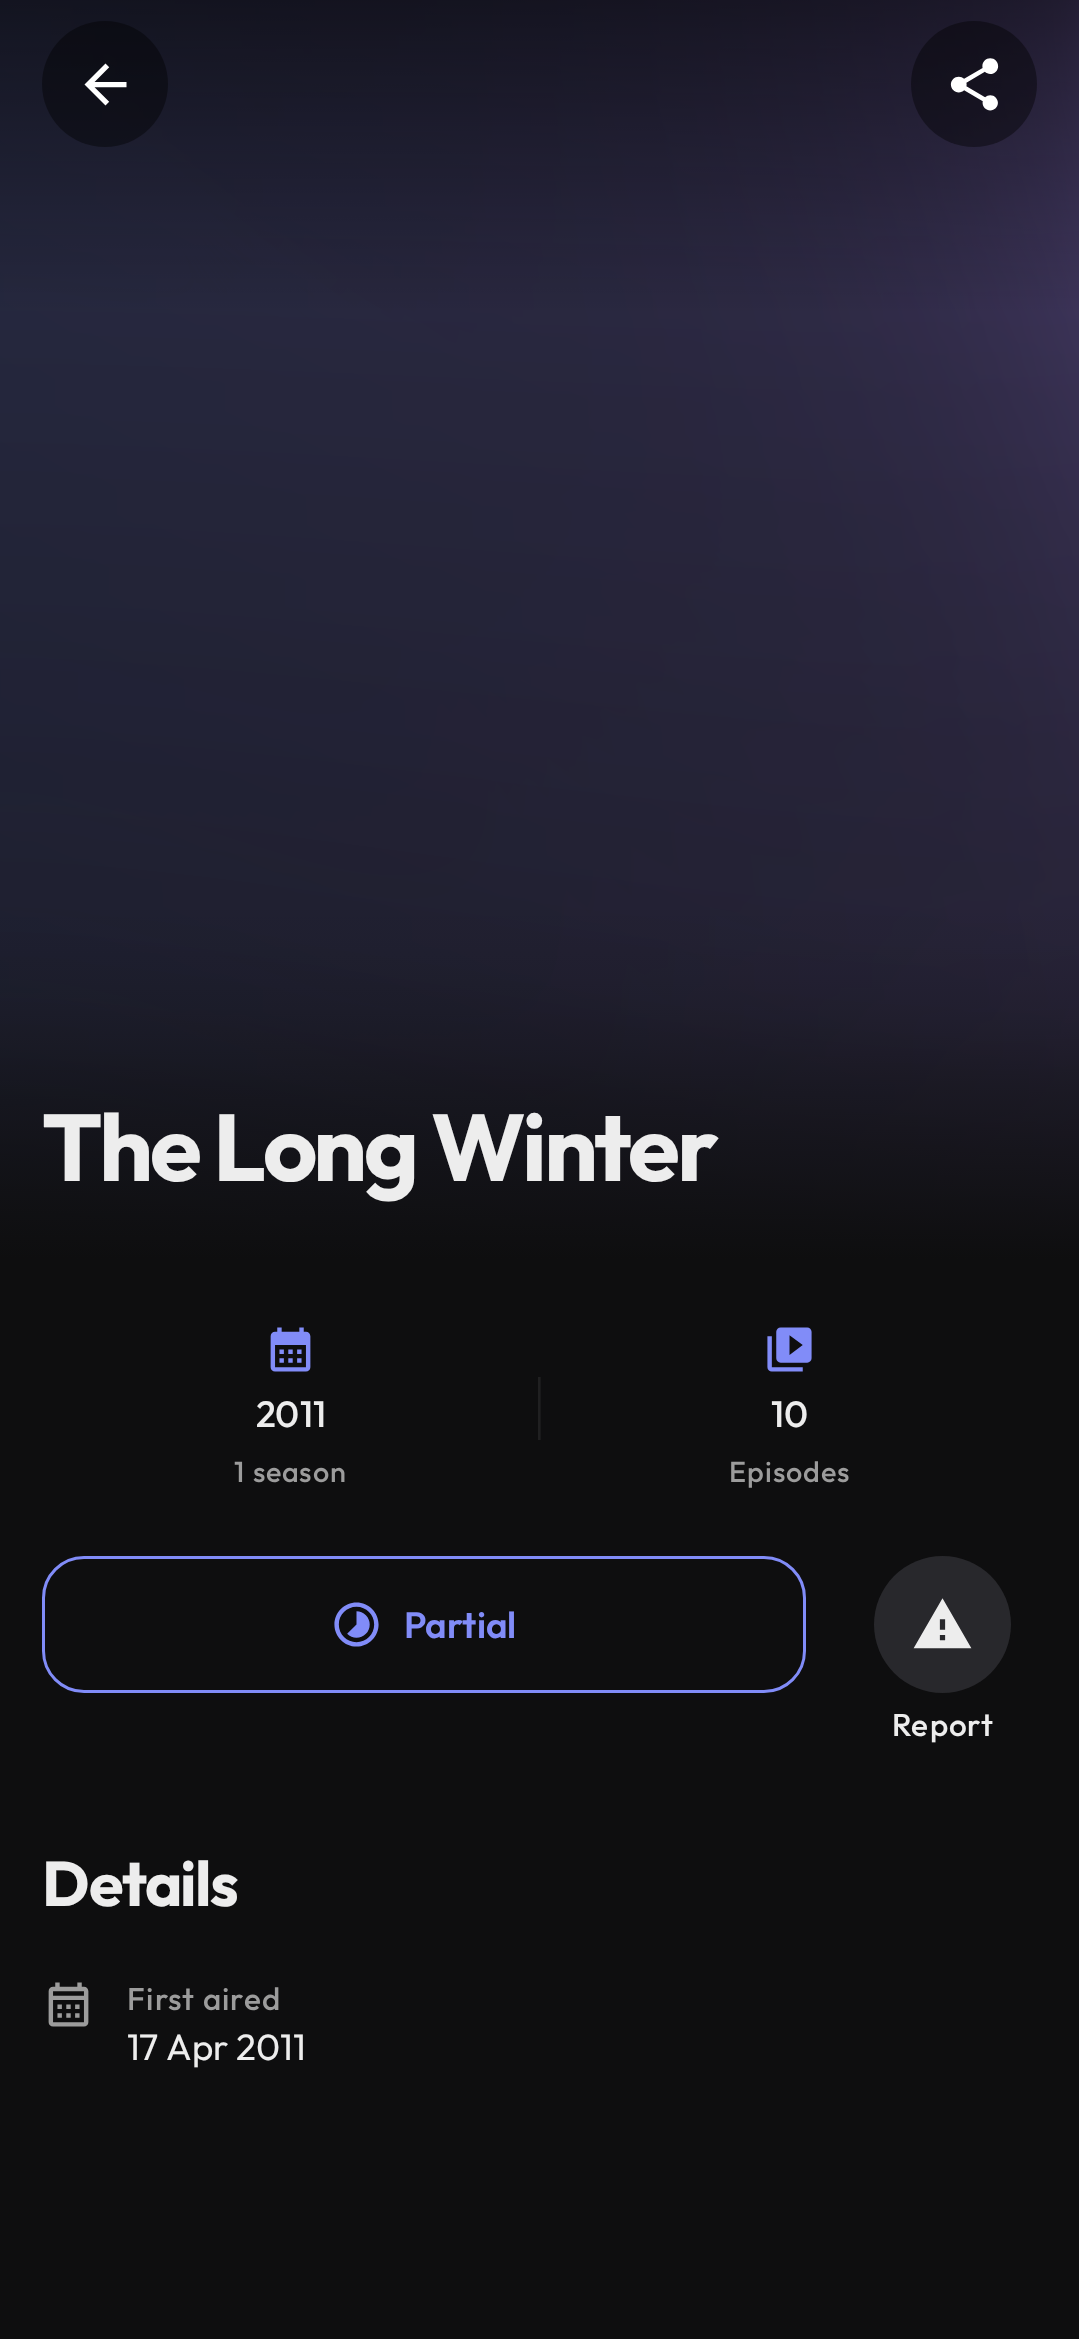 The Long Winter
2011
1 season
10
Episodes
Partial
Report
Details
First aired
17 Apr 2011